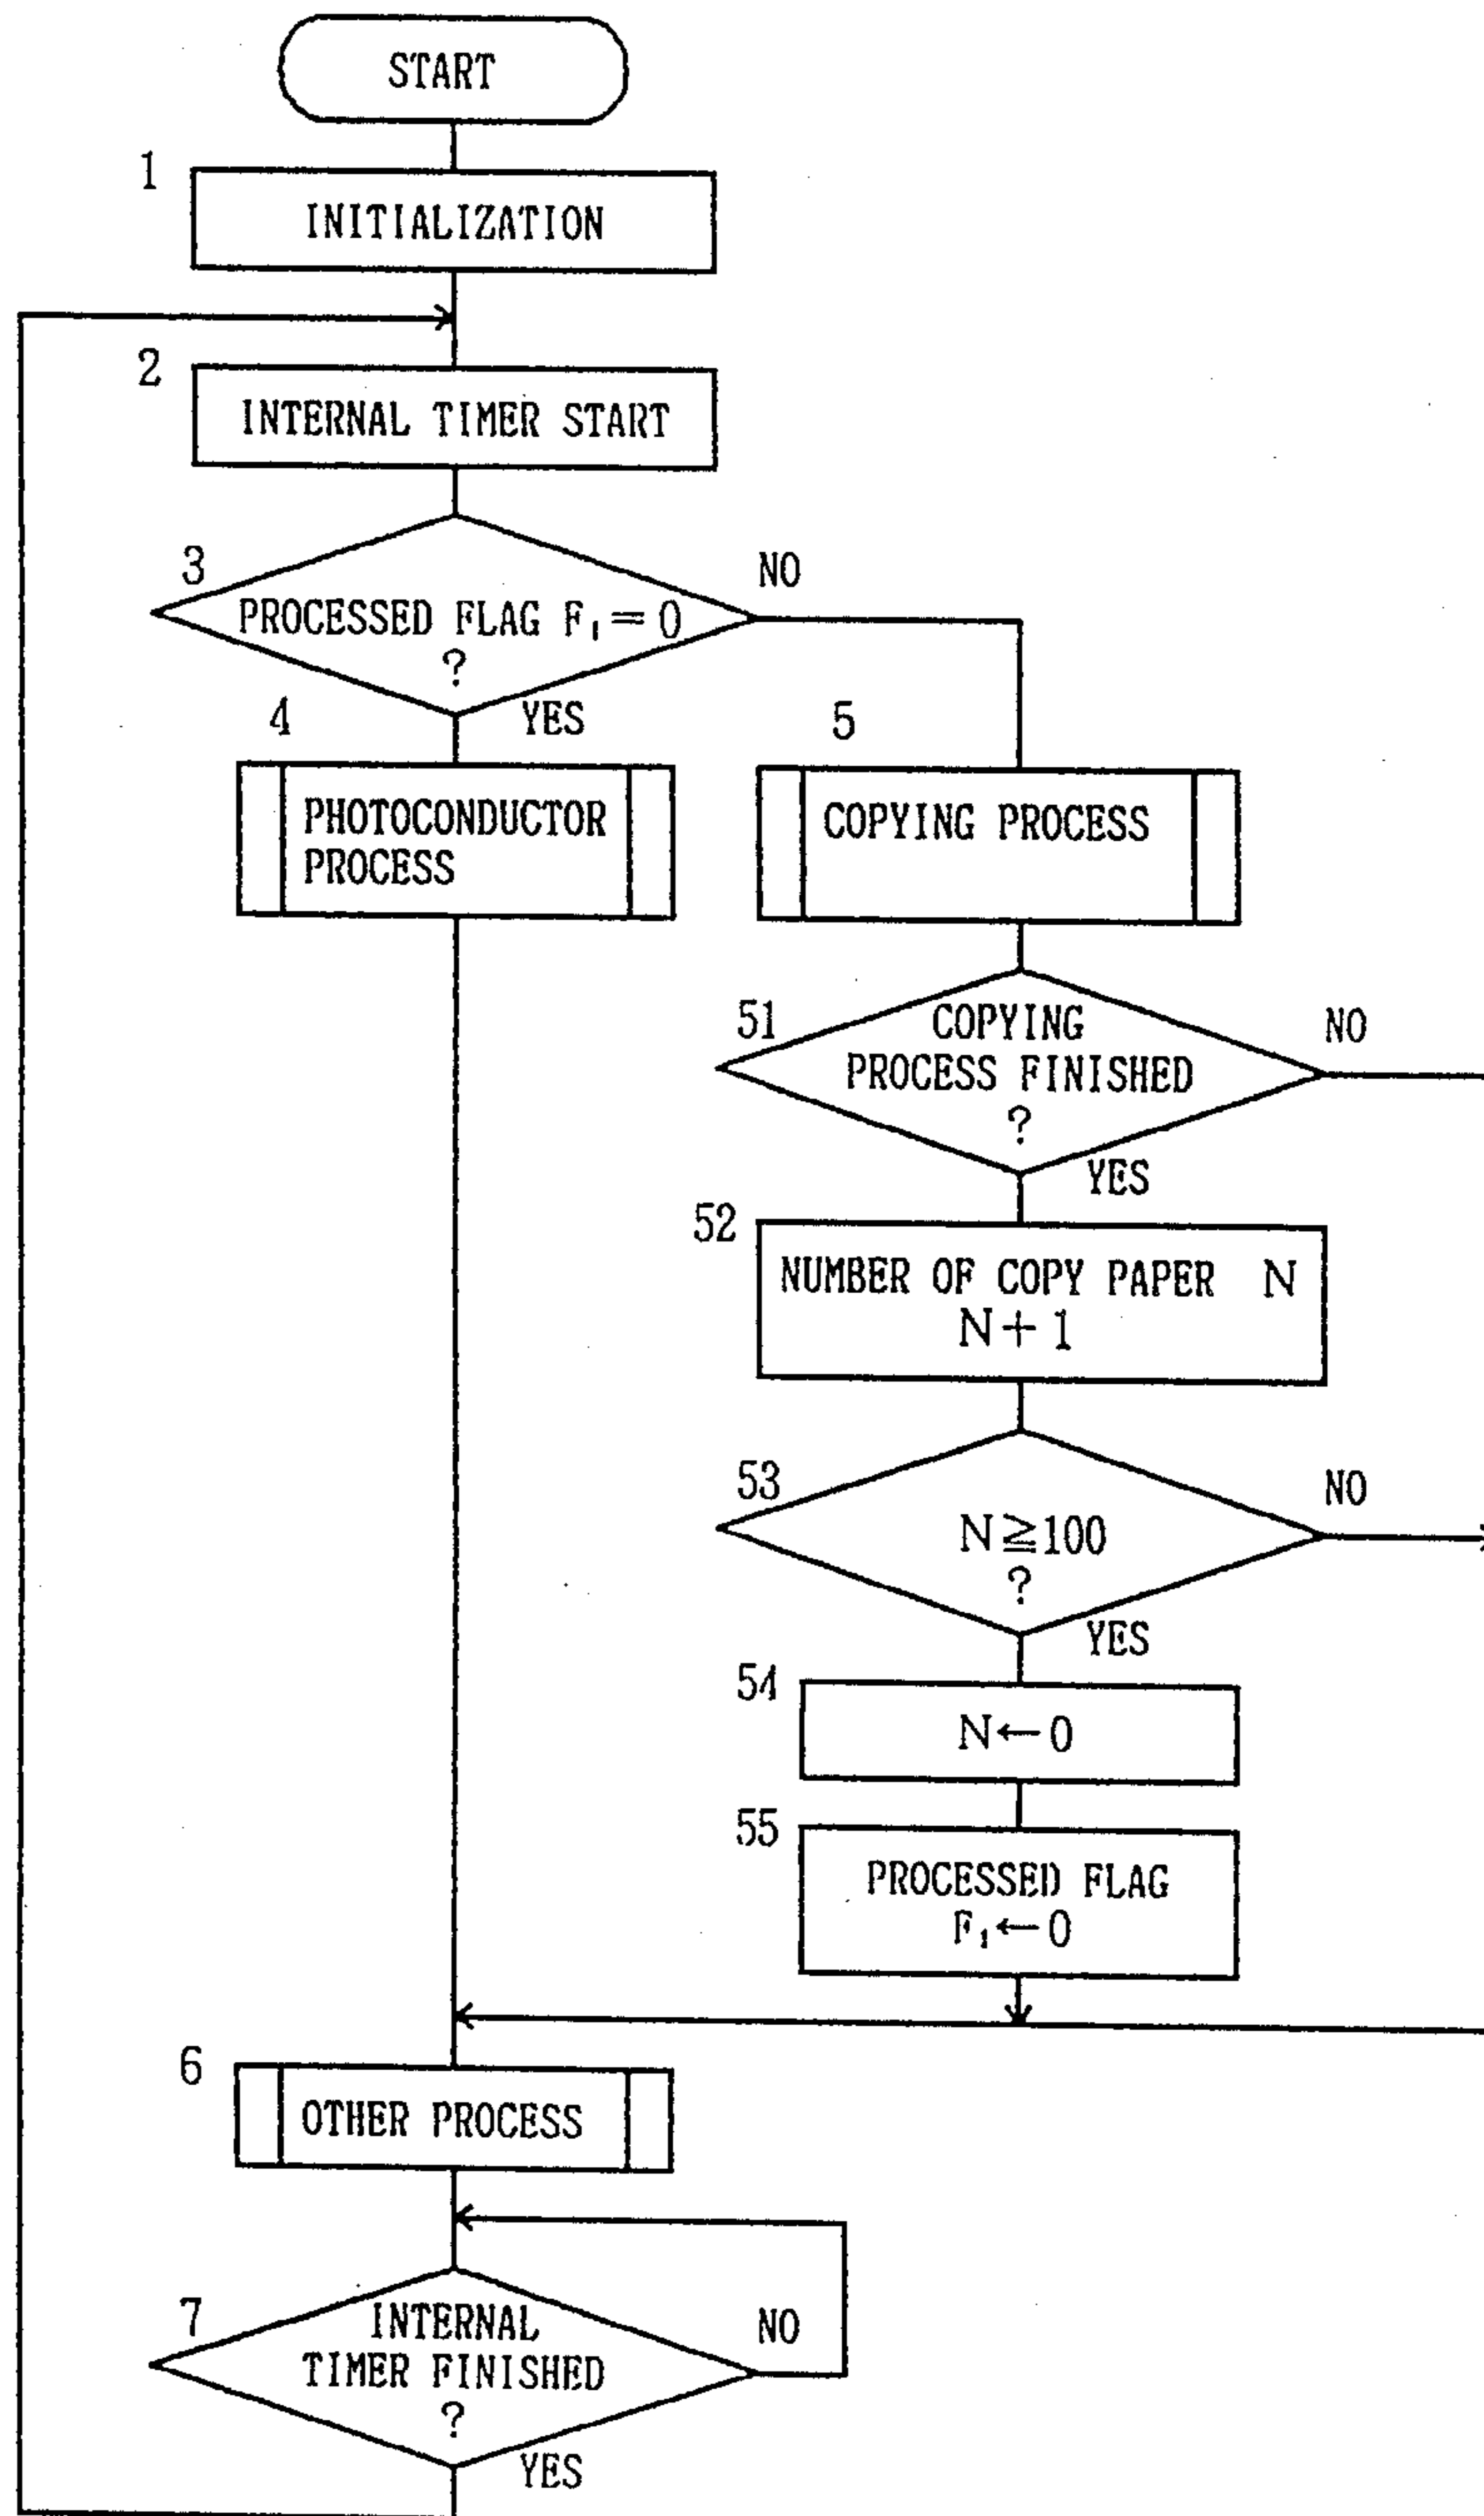 START
1
INITIALIZATION
2
INTERNAL TIMER START
3
NO
PROCESSED FLAG F₁=0
?
YES
4
PHOTOCONDUCTOR
PROCESS
5
COPYING PROCESS
51
COPYING
PROCESS FINISHED
?
NO
YES
52
NUMBER OF COPY PAPER N
N+1
53
NO
N≧100
?
YES
54
N←0
55
PROCESSED FLAG
F₁←0
6
OTHER PROCESS
7
INTERNAL
TIMER FINISHED
?
NO
YES